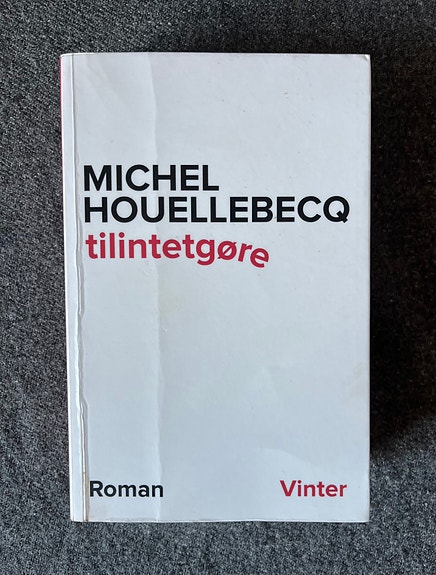 MICHEL
HOUELLEBECQ
tilintetgøre
Roman Vinter